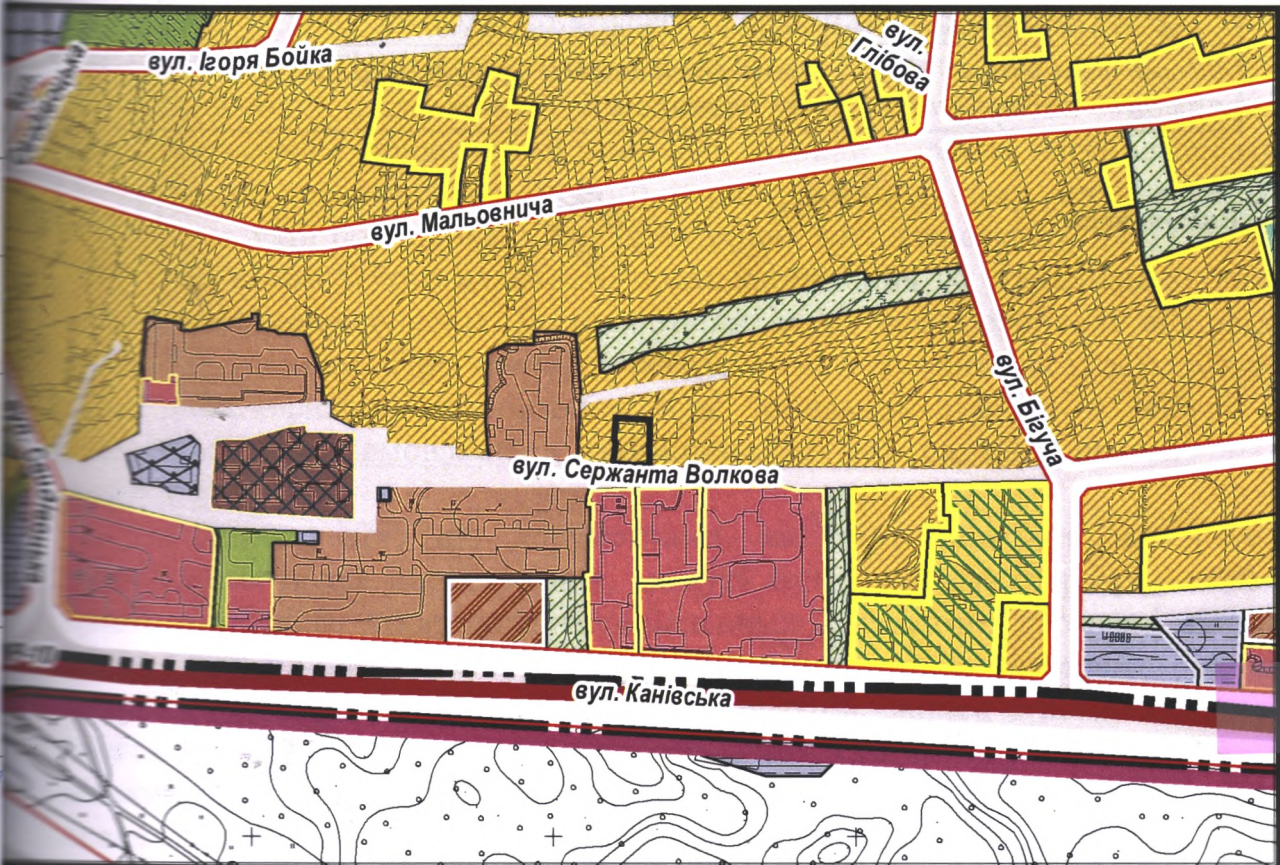 вул.
Глібова
вул. Ігоря Бойка
вул. Мальовнича
вул. Бігуча
вул. Сержанта Волкова
вул. Канівська